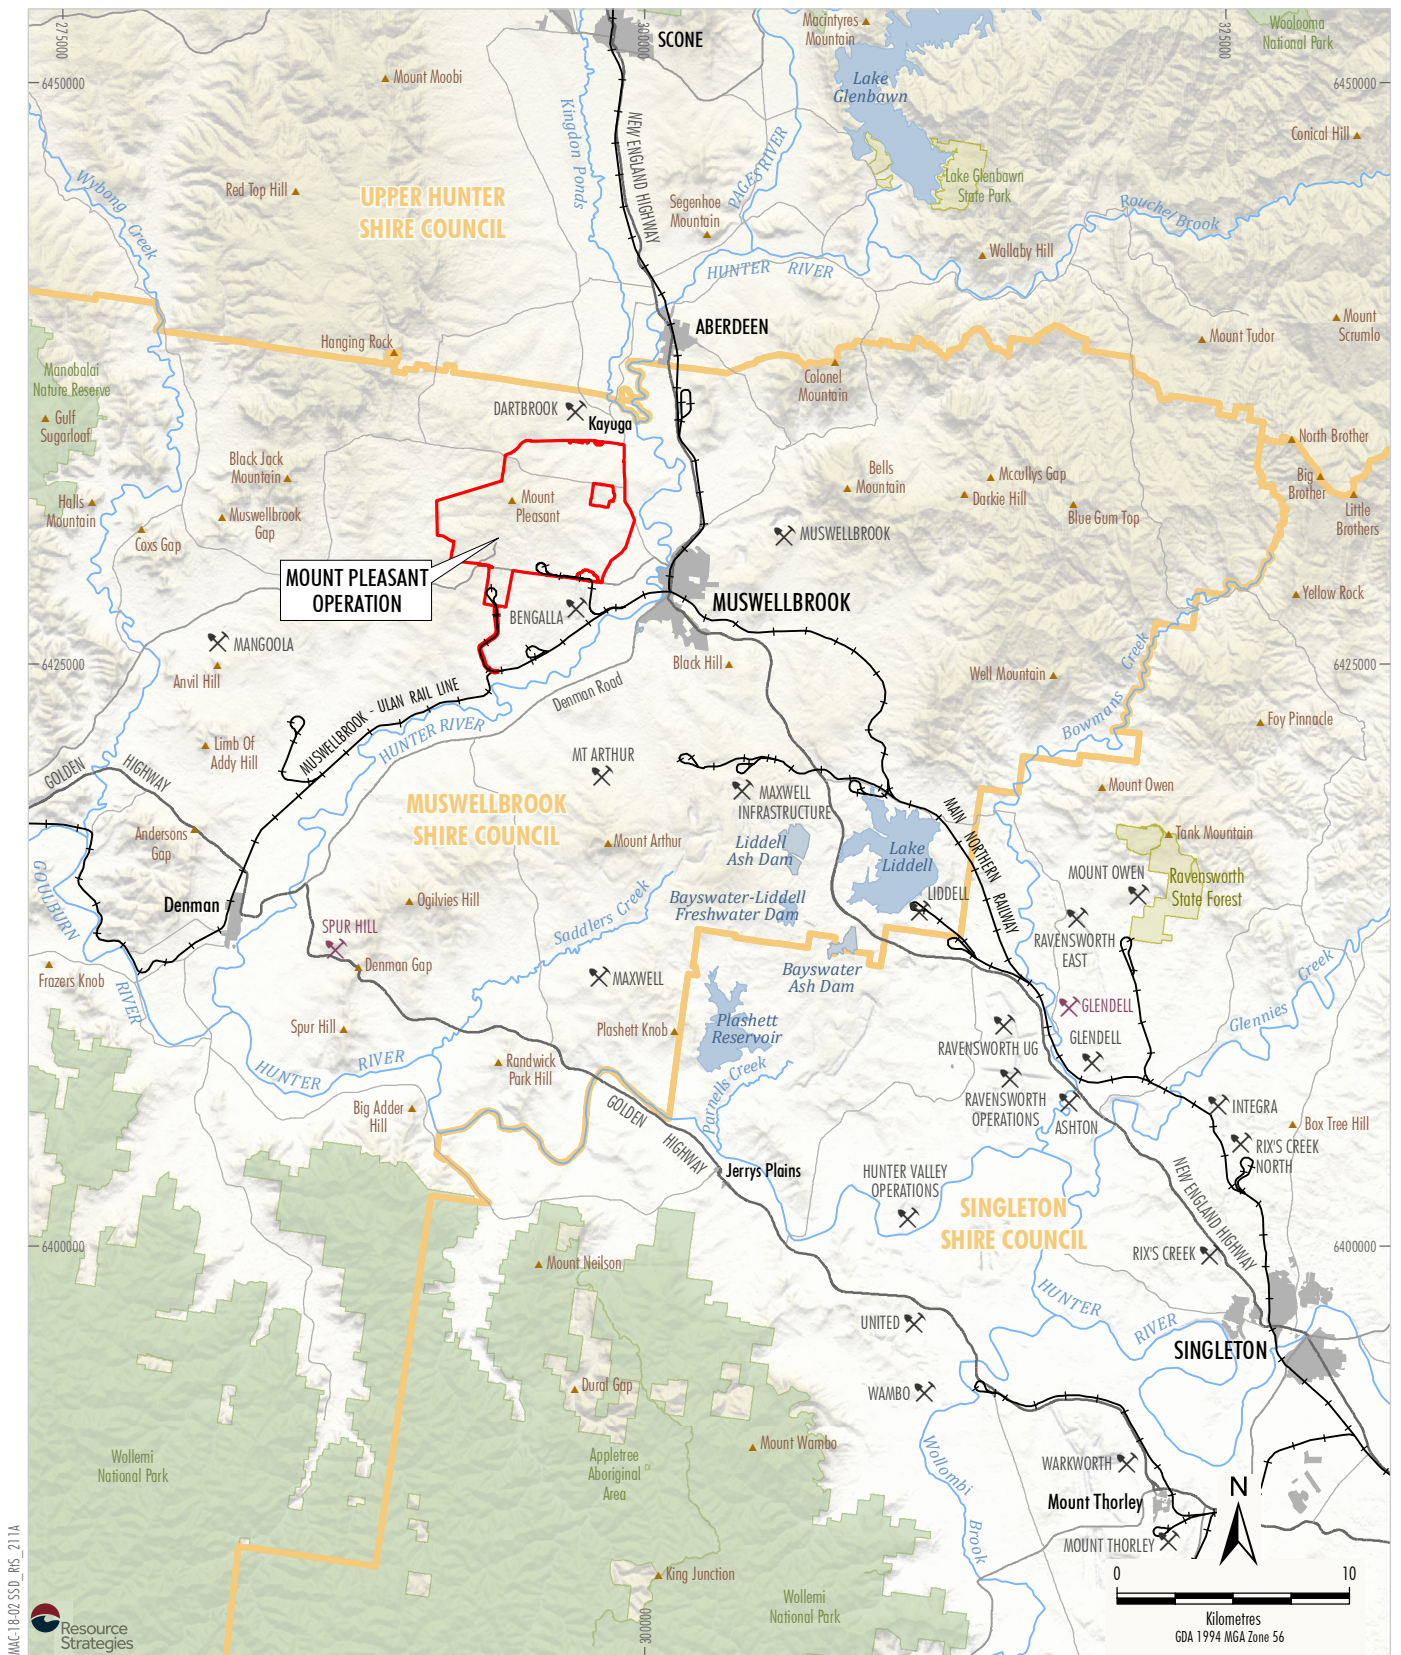 275000
300000
325000
SCONE
Macintyres
Mountain
Woolooma
National Park
6450000
6450000
Mount Moobi
Lake
Glenbawn
Kingdon Ponds
NEW ENGLAND HIGHWAY
PAGES RIVER
Conical Hill
Wybong Creek
Red Top Hill
UPPER HUNTER
SHIRE COUNCIL
Segenhoe
Mountain
Lake Glenbawn
State Park
Rouchel Brook
Wallaby Hill
HUNTER RIVER
ABERDEEN
Mount
Scrumlo
Mount Tudor
Hanging Rock
Manobalai
Nature Reserve
Colonel
Mountain
Gulf
Sugarloaf
DARTBROOK
Kayuga
North Brother
Black Jack
Mountain
Bells
Mountain
Mccullys Gap
Big
Brother
Darkie Hill
Halls
Mountain
Mount
Pleasant
Blue Gum Top
Little
Brothers
Muswellbrook
Gap
Coxs Gap
MUSWELLBROOK
MOUNT PLEASANT
OPERATION
Yellow Rock
MUSWELLBROOK
BENGALLA
MANGOOLA
6425000
6425000
Anvil Hill
Black Hill
Well Mountain
Bowmans Creek
MUSWELLBROOK - ULAN RAIL LINE
Denman Road
HUNTER RIVER
Foy Pinnacle
Limb Of
Addy Hill
GOLDEN HIGHWAY
MT ARTHUR
MAXWELL
INFRASTRUCTURE
Mount Owen
MUSWELLBROOK
SHIRE COUNCIL
MAIN NORTHERN RAILWAY
Andersons
Gap
Mount Arthur
Liddell
Ash Dam
Lake
Liddell
Tank Mountain
GOULBURN RIVER
MOUNT OWEN
Ravensworth
State Forest
Denman
Ogilvies Hill
Saddlers Creek
Bayswater-Liddell
Freshwater Dam
LIDDELL
SPUR HILL
RAVENSWORTH
EAST
Denman Gap
Frazers Knob
MAXWELL
Bayswater
Ash Dam
Glennies Creek
GLENDELL
Spur Hill
Plashett Knob
Plashett
Reservoir
RAVENSWORTH UG
GLENDELL
HUNTER RIVER
Randwick
Park Hill
Parnells Creek
RAVENSWORTH
OPERATIONS
ASHTON
INTEGRA
Big Adder
Hill
GOLDEN HIGHWAY
Box Tree Hill
RIX'S CREEK
NORTH
Jerrys Plains
HUNTER VALLEY
OPERATIONS
NEW ENGLAND HIGHWAY
SINGLETON
SHIRE COUNCIL
6400000
6400000
RIX'S CREEK
Mount Neilson
HUNTER RIVER
UNITED
SINGLETON
Dural Gap
WAMBO
Mount Wambo
Wollombi Brook
Wollemi
National Park
Appletree
Aboriginal
Area
WARKWORTH
Mount Thorley
N
MOUNT THORLEY
King Junction
Wollemi
National Park
0 10
Kilometres
GDA 1994 MGA Zone 56
300000
MAC-18-02 SSD_RtS_211A
Resource
Strategies